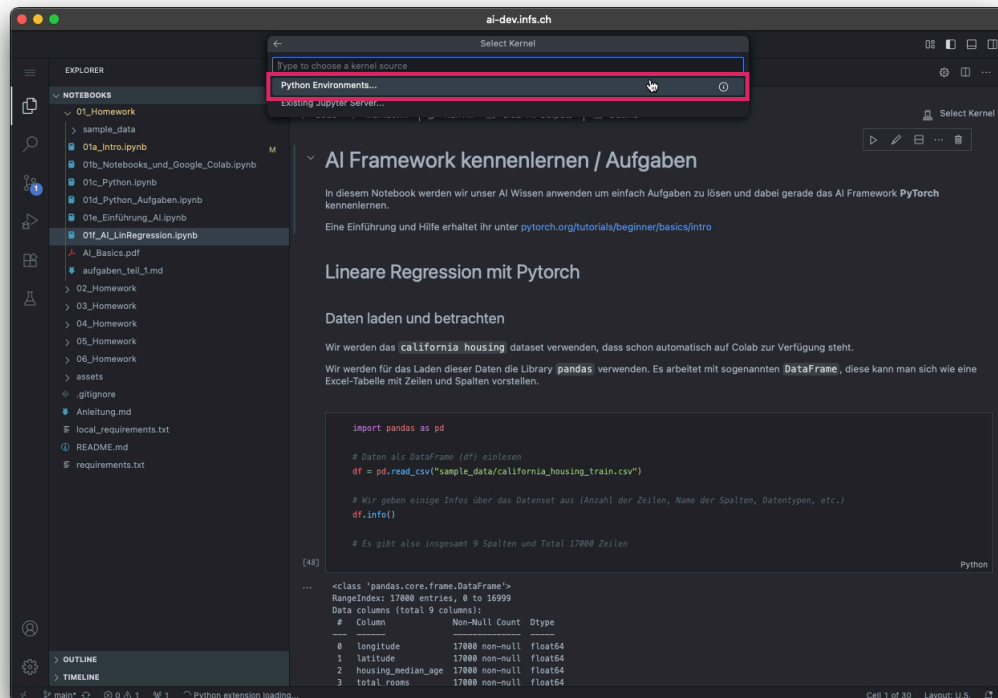 ai-dev.infs.ch
Select Kernel
Type to choose a kernel source
Python Environments...
Existing Jupyter Server...
EXPLORER
Select Kernel
NOTEBOOKS
01_Homework
sample_data
01a_Intro.ipynb M
01b_Notebooks_und_Google_Colab.ipynb
01c_Python.ipynb
01d_Python_Aufgaben.ipynb
01e_Einführung_AI.ipynb
01f_AI_LinRegression.ipynb
AI_Basics.pdf
aufgaben_teil_1.md
02_Homework
03_Homework
04_Homework
05_Homework
06_Homework
assets
.gitignore
Anleitung.md
local_requirements.txt
README.md
requirements.txt
OUTLINE
TIMELINE
1
AI Framework kennenlernen / Aufgaben
In diesem Notebook werden wir unser AI Wissen anwenden um einfach Aufgaben zu lösen und dabei gerade das AI Framework PyTorch
kennenlernen.
Eine Einführung und Hilfe erhaltet ihr unter pytorch.org/tutorials/beginner/basics/intro
Lineare Regression mit Pytorch
Daten laden und betrachten
Wir werden das california housing dataset verwenden, dass schon automatisch auf Colab zur Verfügung steht.
Wir werden für das Laden dieser Daten die Library pandas verwenden. Es arbeitet mit sogenannten DataFrame, diese kann man sich wie eine
Excel-Tabelle mit Zeilen und Spalten vorstellen.
import pandas as pd
# Daten als DataFrame (df) einlesen
df = pd.read_csv("sample_data/california_housing_train.csv")
# Wir geben einige Infos über das Datenset aus (Anzahl der Zeilen, Name der Spalten, Datentypen, etc.)
df.info()
# Es gibt also insgesamt 9 Spalten und Total 17000 Zeilen
[48]
Python
... <class 'pandas.core.frame.DataFrame'>
RangeIndex: 17000 entries, 0 to 16999
Data columns (total 9 columns):
# Column Non-Null Count Dtype
--- ------ -------------- -----
0 longitude 17000 non-null float64
1 latitude 17000 non-null float64
2 housing_median_age 17000 non-null float64
3 total_rooms 17000 non-null float64
main* 0 1 1 Python extension loading... Cell 1 of 30 Layout: U.S.